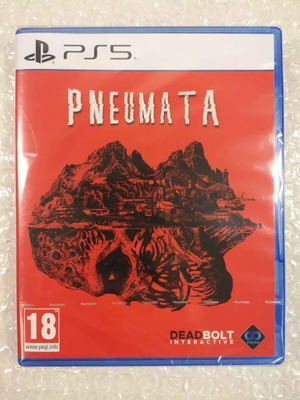 PS5
PNEUMATA
18
www.pegi.info
DEADBOLT
INTERACTIVE